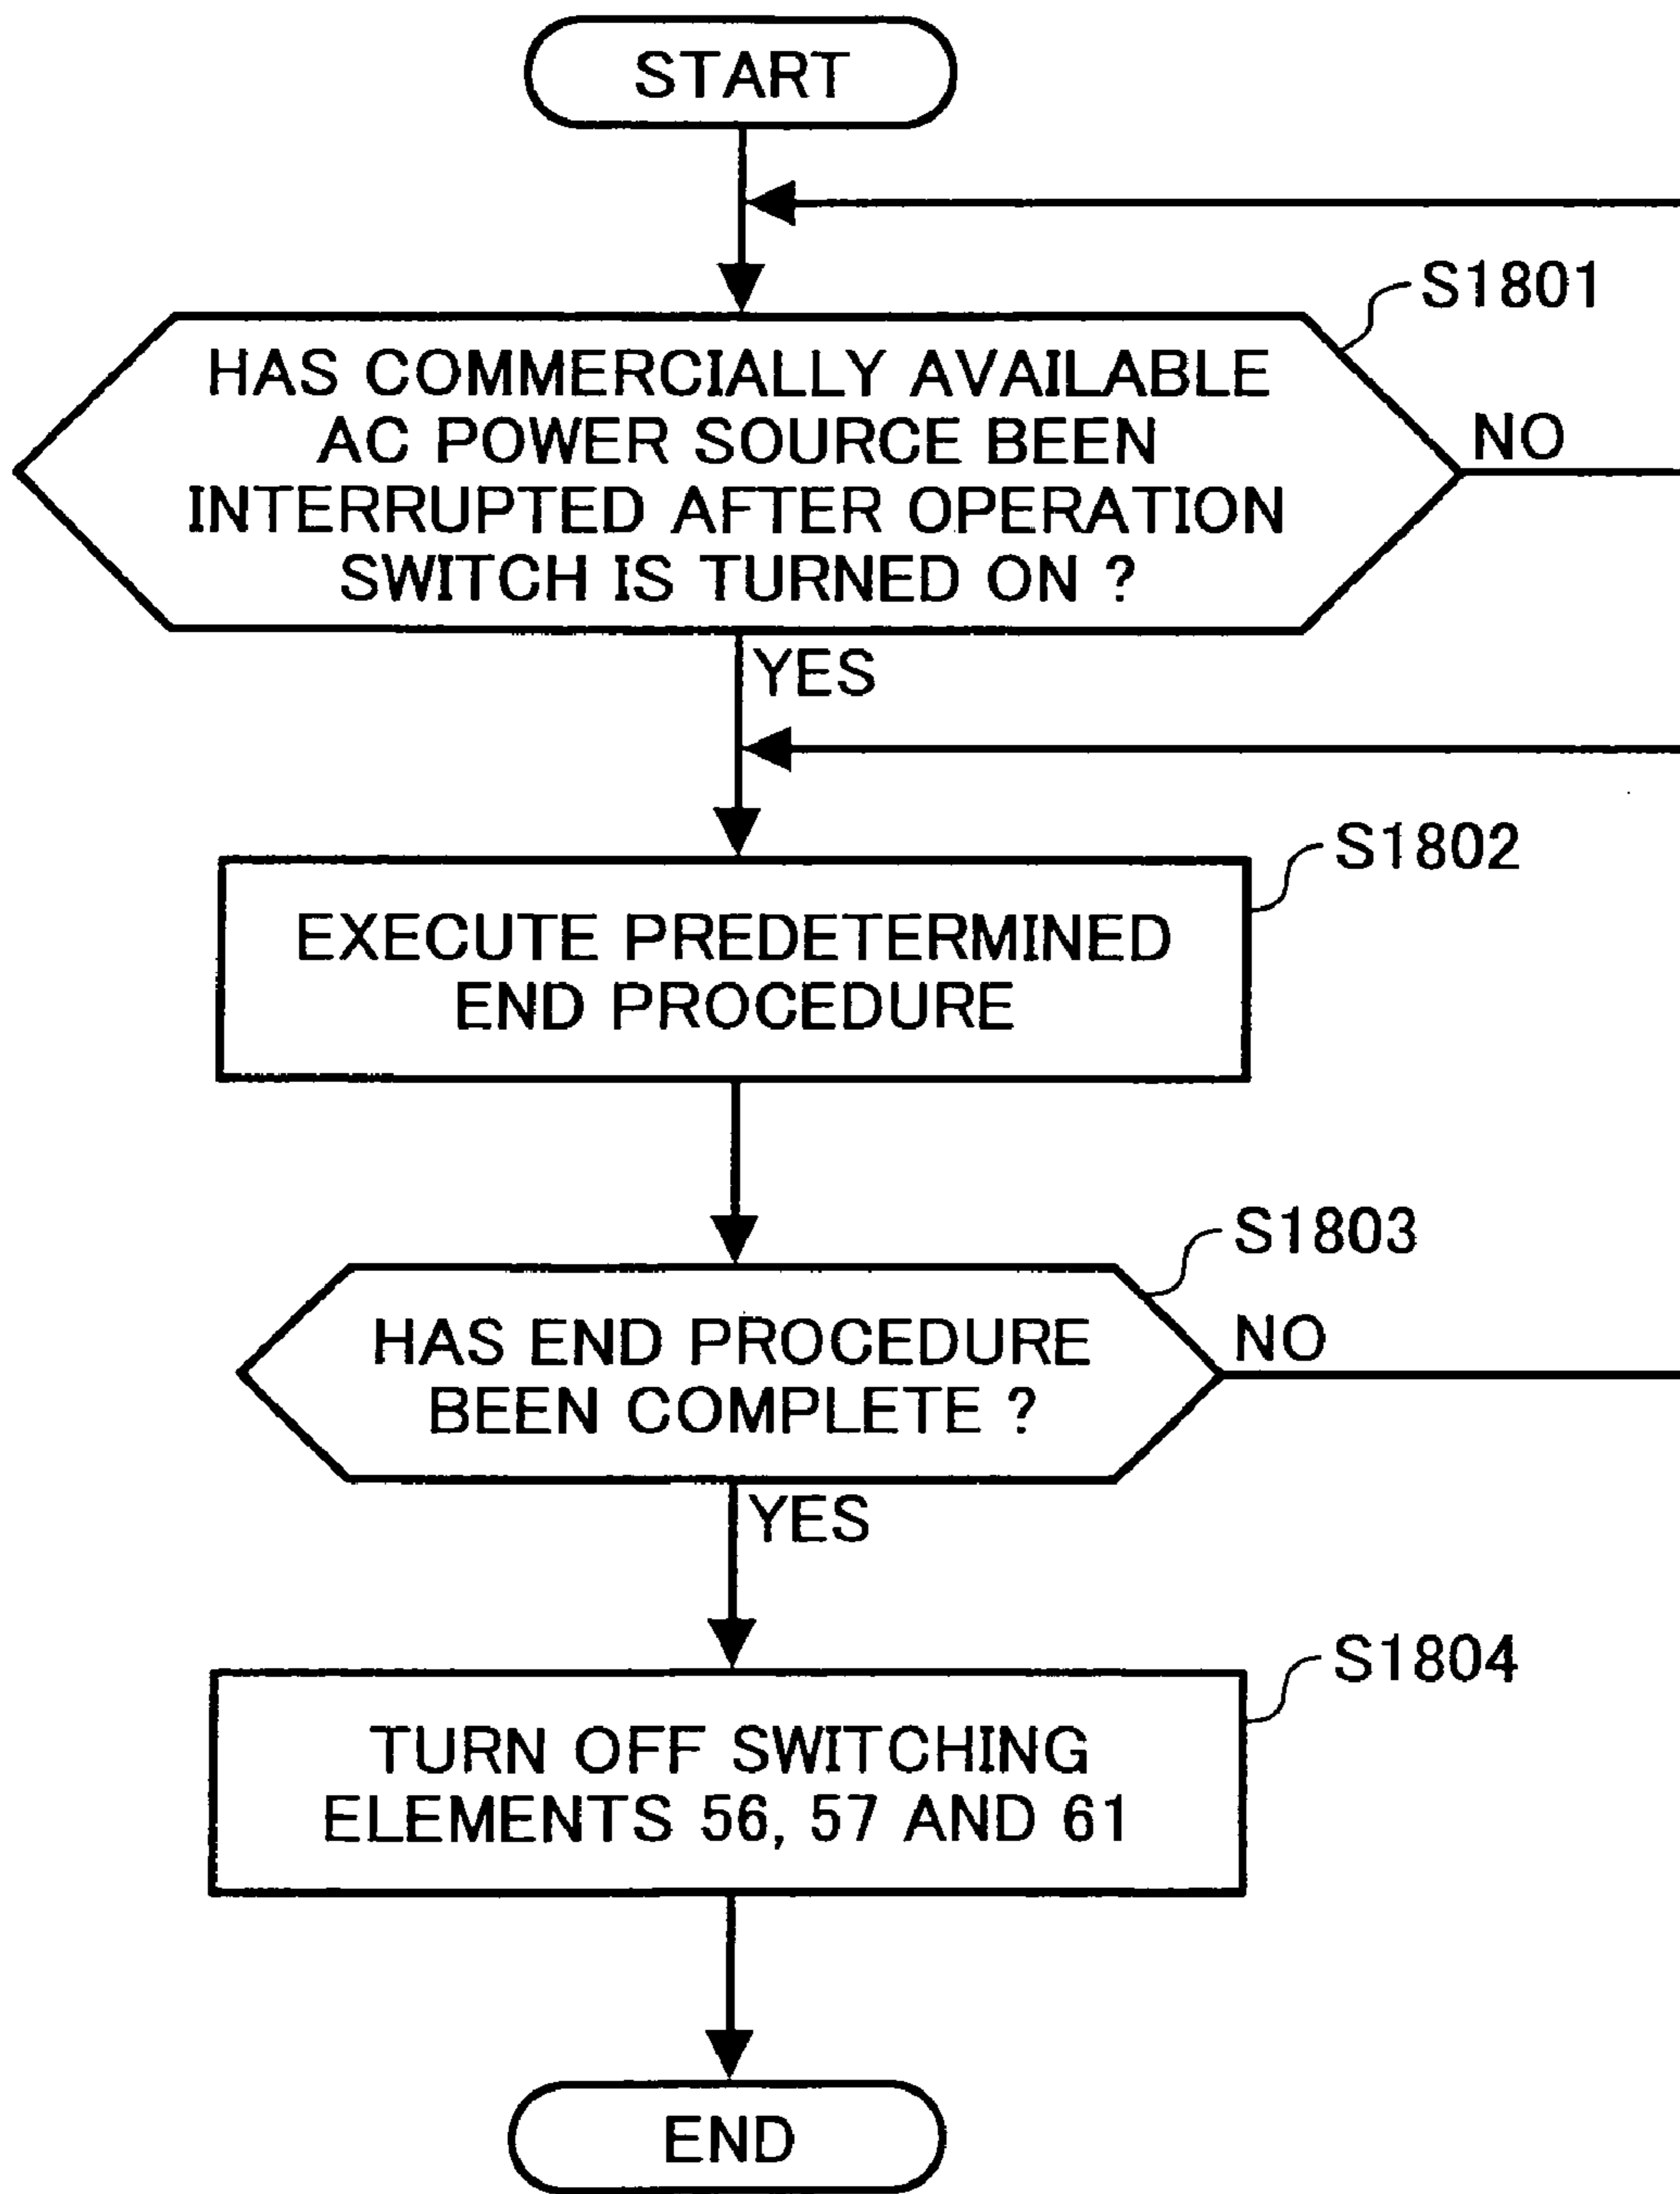 START
S1801
HAS COMMERCIALLY AVAILABLE
AC POWER SOURCE BEEN
INTERRUPTED AFTER OPERATION
SWITCH IS TURNED ON ?
NO
YES
S1802
EXECUTE PREDETERMINED
END PROCEDURE
S1803
HAS END PROCEDURE
BEEN COMPLETE ?
NO
YES
S1804
TURN OFF SWITCHING
ELEMENTS 56, 57 AND 61
END